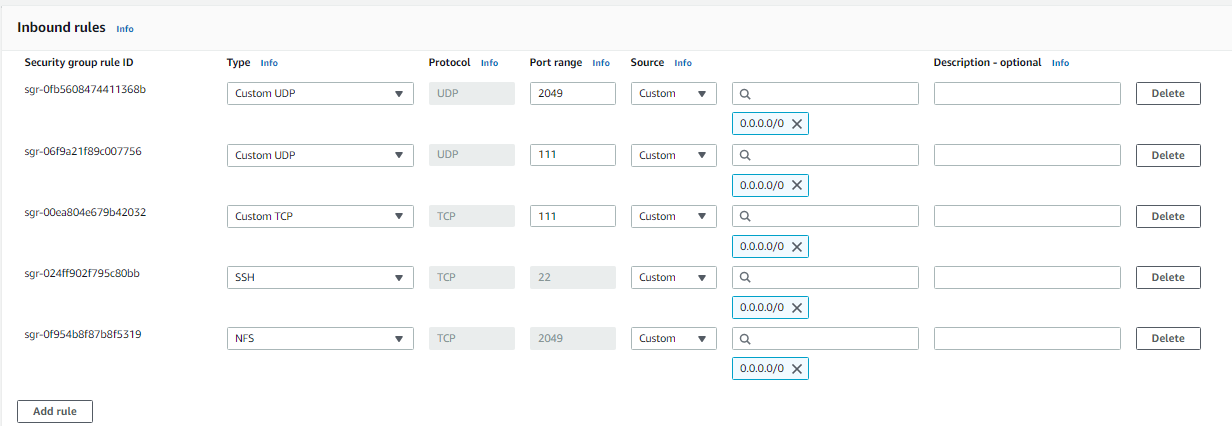 Inbound rules Info
Security group rule ID Type Info Protocol Info Port range Info Source Info Description - optional Info
sgr-0fb5608474411368b Custom UDP UDP 2049 Custom Delete
0.0.0.0/0
sgr-06f9a21f89c007756 Custom UDP UDP 111 Custom Delete
0.0.0.0/0
sgr-00ea804e679b42032 Custom TCP TCP 111 Custom Delete
0.0.0.0/0
sgr-024ff902f795c80bb SSH TCP 22 Custom Delete
0.0.0.0/0
sgr-0f954b8f87b8f5319 NFS TCP 2049 Custom Delete
0.0.0.0/0
Add rule